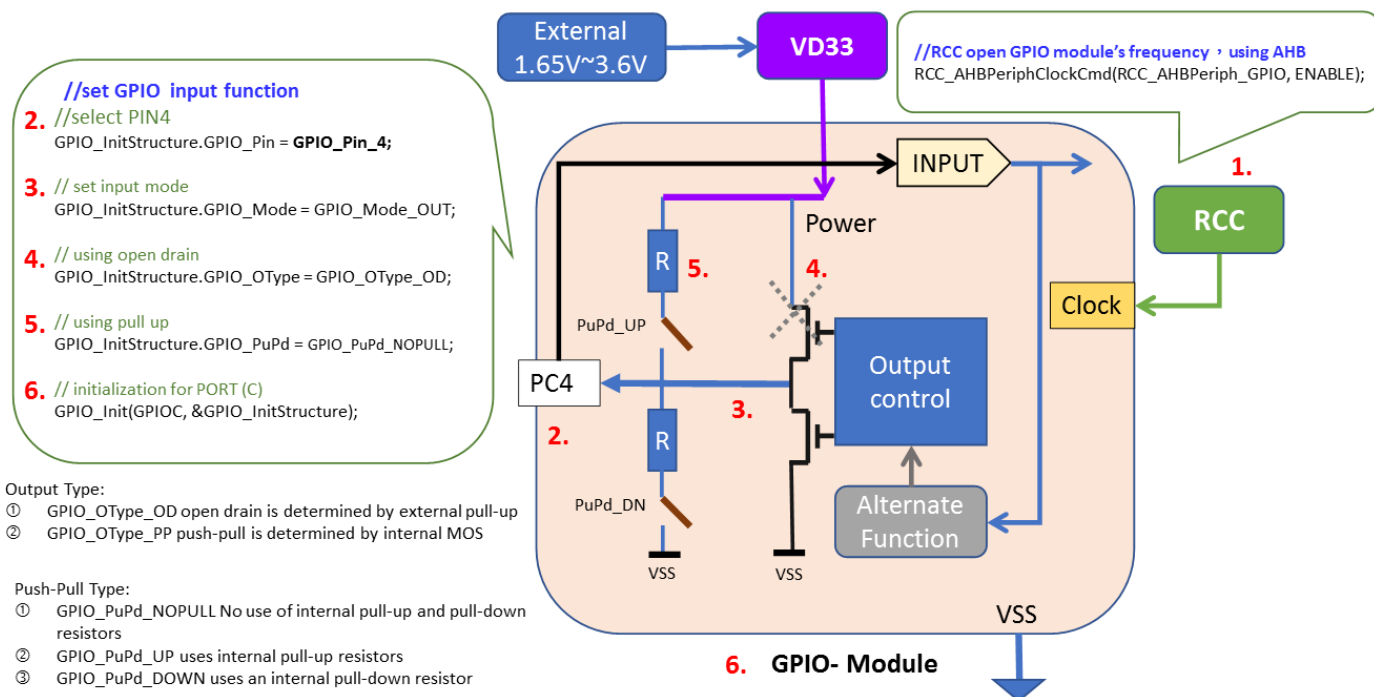 External
1.65V~3.6V
VD33
//RCC open GPIO module's frequency，using AHB
RCC_AHBPeriphClockCmd(RCC_AHBPeriph_GPIO, ENABLE);
//set GPIO input function
2. //select PIN4
GPIO_InitStructure.GPIO_Pin = GPIO_Pin_4;
3. // set input mode
GPIO_InitStructure.GPIO_Mode = GPIO_Mode_OUT;
4. // using open drain
GPIO_InitStructure.GPIO_OType = GPIO_OType_OD;
5. // using pull up
GPIO_InitStructure.GPIO_PuPd = GPIO_PuPd_NOPULL;
6. // initialization for PORT (C)
GPIO_Init(GPIOC, &GPIO_InitStructure);
INPUT
1.
RCC
Power
R
5.
4.
Clock
PuPd_UP
PC4
Output
control
2.
3.
R
PuPd_DN
Alternate
Function
VSS
VSS
VSS
6. GPIO- Module
Output Type:
① GPIO_OType_OD open drain is determined by external pull-up
② GPIO_OType_PP push-pull is determined by internal MOS
Push-Pull Type:
① GPIO_PuPd_NOPULL No use of internal pull-up and pull-down
resistors
② GPIO_PuPd_UP uses internal pull-up resistors
③ GPIO_PuPd_DOWN uses an internal pull-down resistor